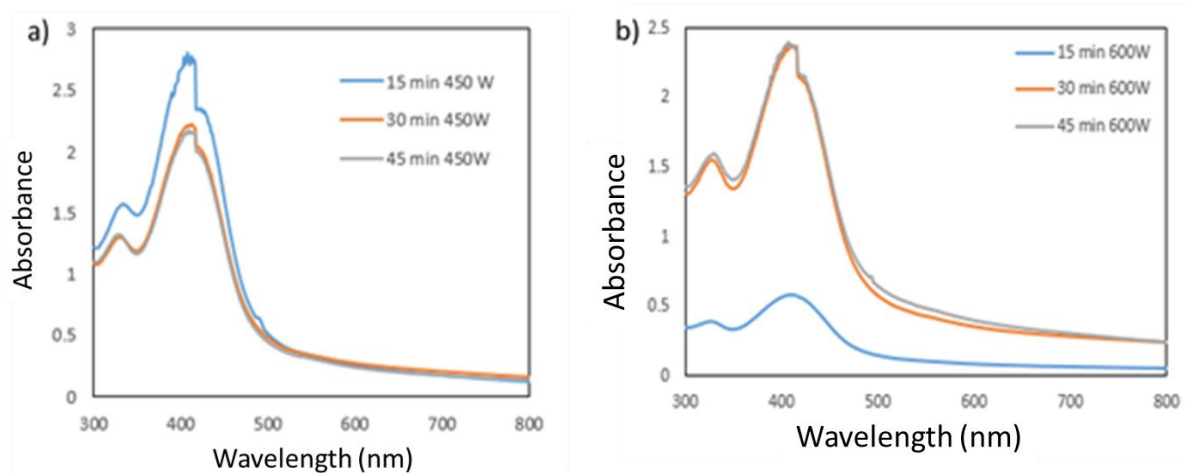 a)
3
2.5
2
1.5
1
0.5
0
300 400 500 600 700 800
Absorbance
Wavelength (nm)
15 min 450 W
30 min 450W
45 min 450W
b)
2.5
2
1.5
1
0.5
0
300 400 500 600 700 800
Absorbance
Wavelength (nm)
15 min 600W
30 min 600W
45 min 600W